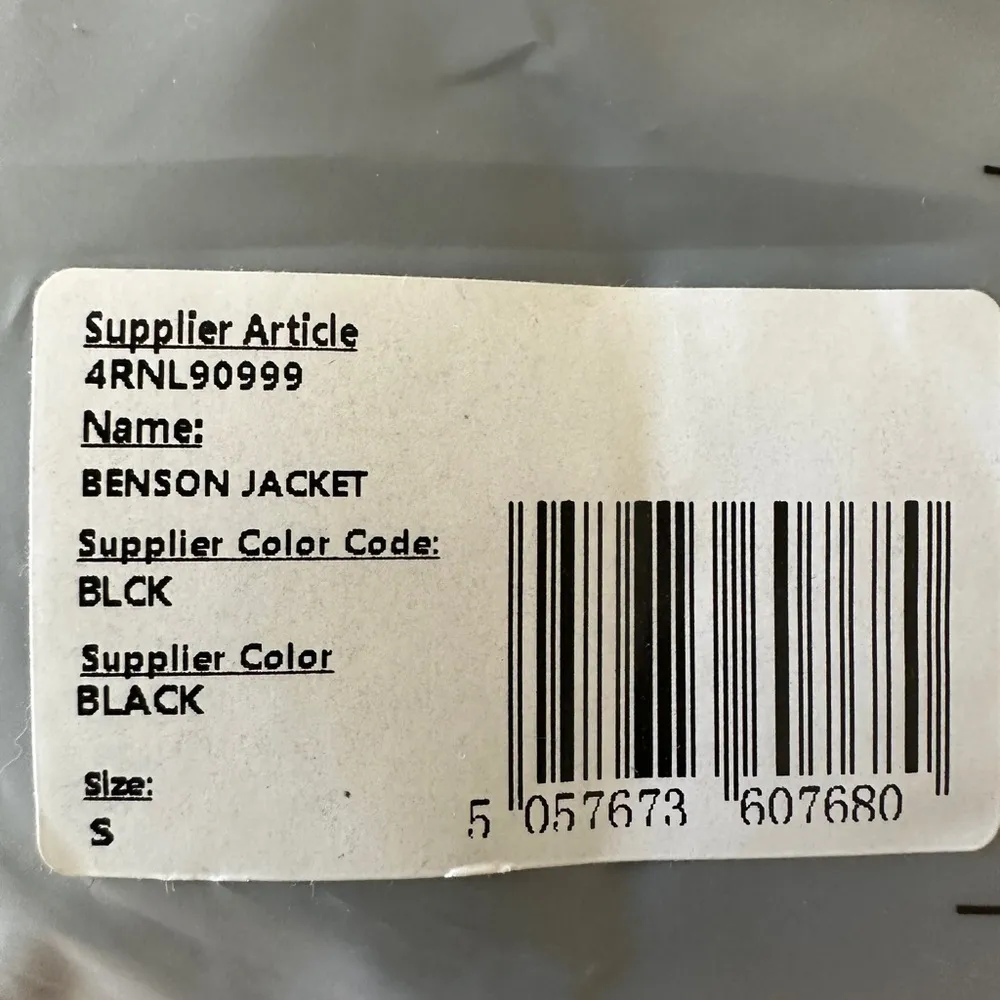 Supplier Article
4RNL90999
Name:
BENSON JACKET
Supplier Color Code:
BLCK
Supplier Color
BLACK
Size:
S
5 057673 607680